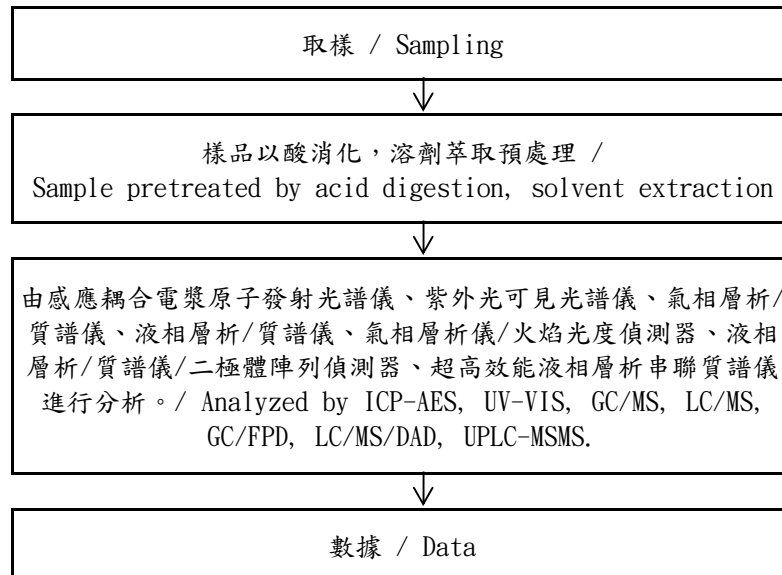 取樣 / Sampling
樣品以酸消化，溶劑萃取預處理 /
Sample pretreated by acid digestion, solvent extraction
由感應耦合電漿原子發射光譜儀、紫外光可見光譜儀、氣相層析/
質譜儀、液相層析/質譜儀、氣相層析儀/火焰光度偵測器、液相
層析/質譜儀/二極體陣列偵測器、超高效能液相層析串聯質譜儀
進行分析。/ Analyzed by ICP-AES, UV-VIS, GC/MS, LC/MS,
GC/FPD, LC/MS/DAD, UPLC-MSMS.
數據 / Data